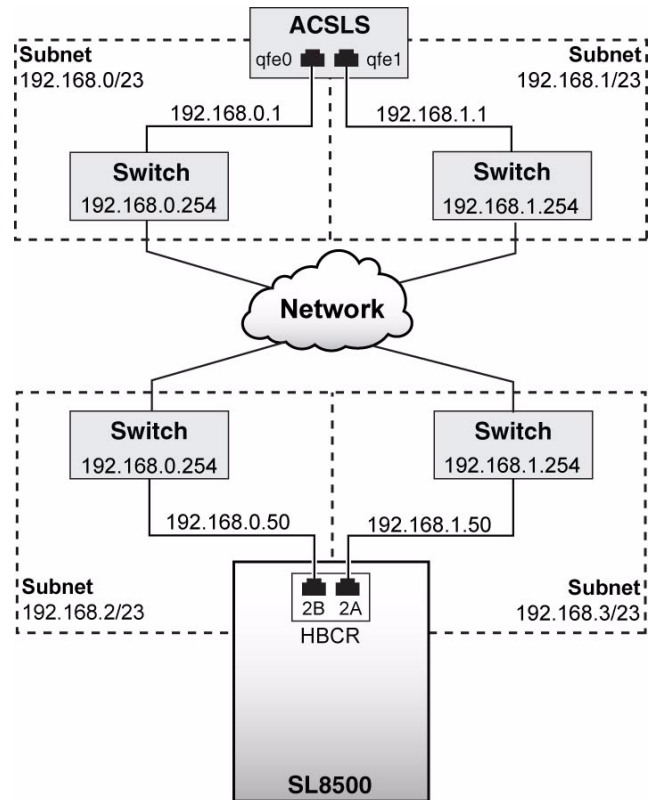 ACSLS
qfe0 qfe1
Subnet
192.168.0/23
Subnet
192.168.1/23
192.168.0.1
192.168.1.1
Switch
192.168.0.254
Switch
192.168.1.254
Network
Switch
192.168.0.254
Switch
192.168.1.254
192.168.0.50
192.168.1.50
Subnet
192.168.2/23
Subnet
192.168.3/23
2B 2A
HBCR
SL8500